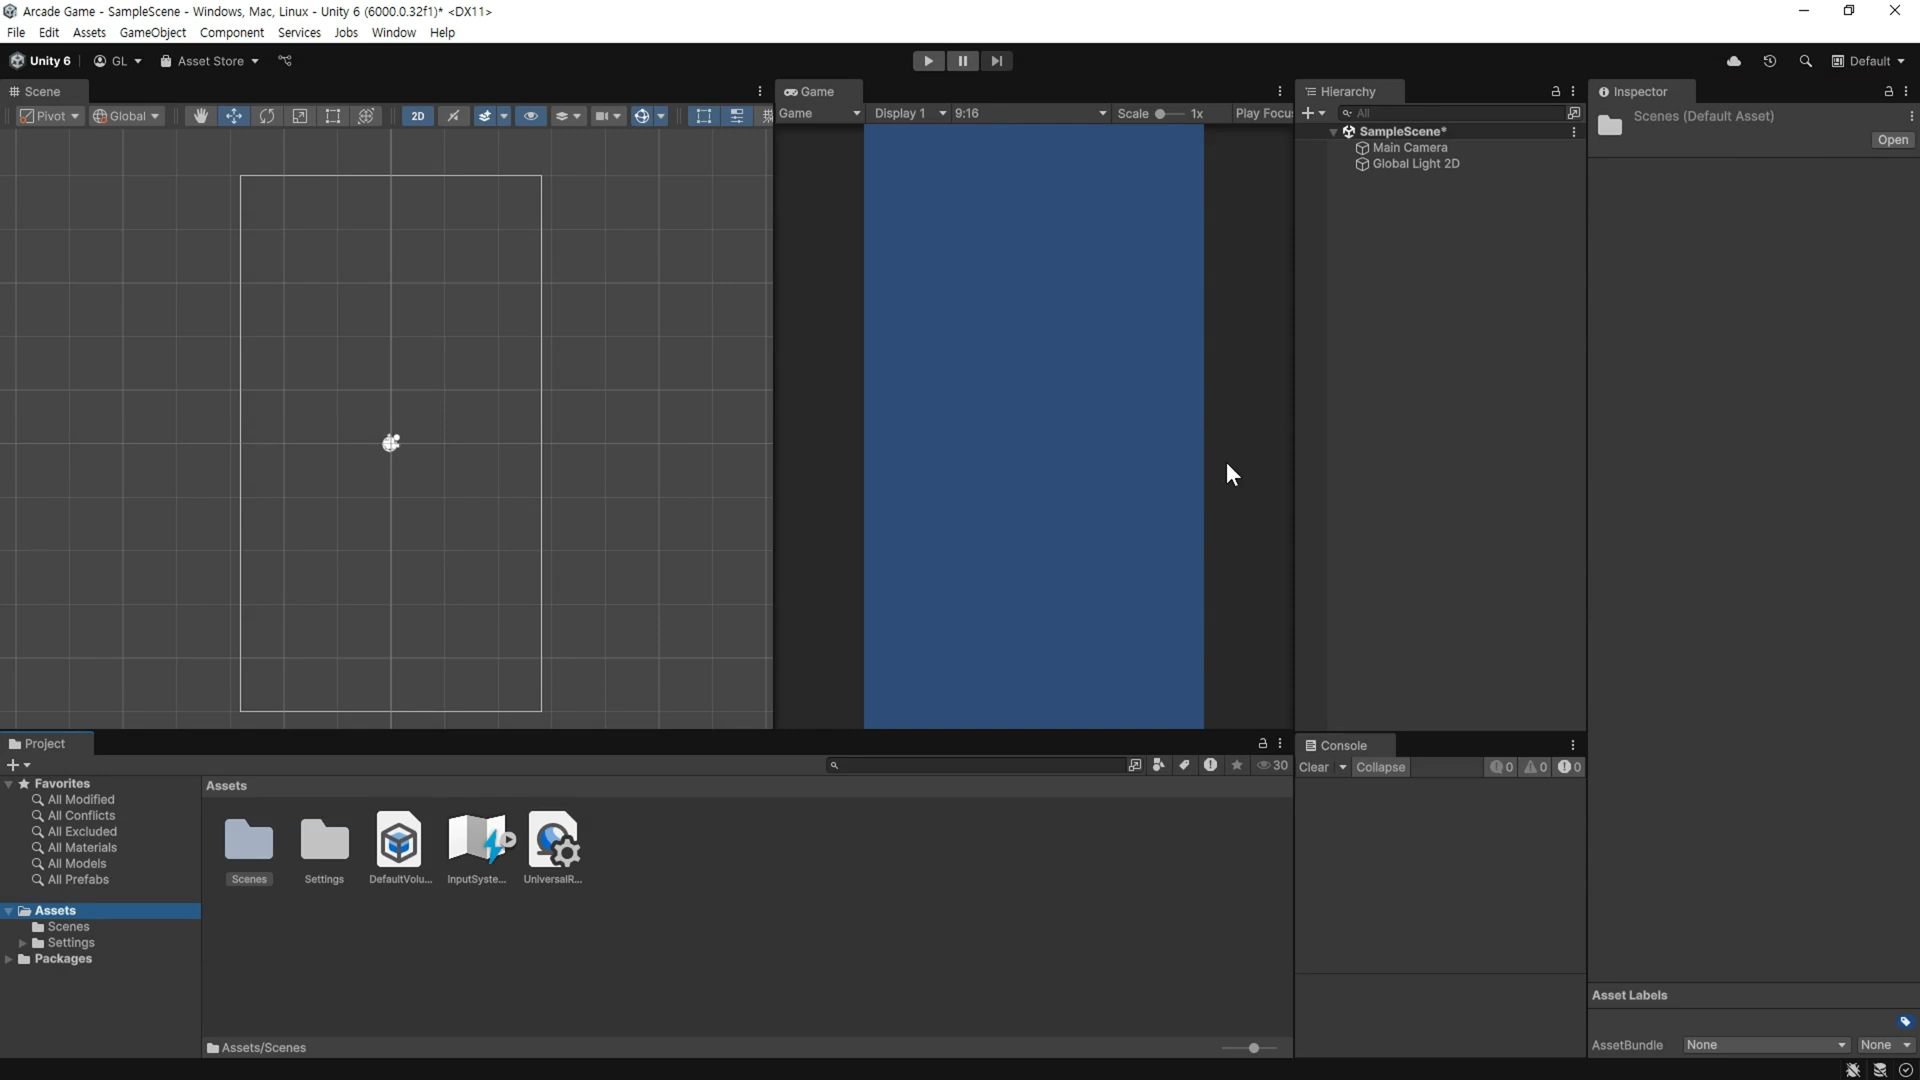 Arcade Game - SampleScene - Windows, Mac, Linux - Unity 6 (6000.0.32f1)* <DX11>
File Edit Assets GameObject Component Services Jobs Window Help
Unity 6 GL Asset Store Default
Scene
Pivot Global 2D
Game
Game Display 1 9:16 Scale 1x Play Focu
Hierarchy
All
SampleScene*
Main Camera
Global Light 2D
Inspector
Scenes (Default Asset)
Open
Project
30
Favorites
All Modified
All Conflicts
All Excluded
All Materials
All Models
All Prefabs
Assets
Scenes
Settings
Packages
Assets
Scenes Settings DefaultVolu... InputSyste... UniversalR...
Assets/Scenes
Console
Clear Collapse 0 0 0
Asset Labels
AssetBundle None None